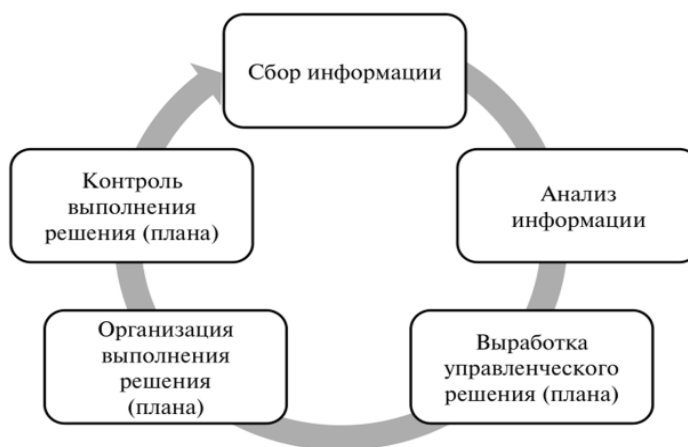 Сбор информации
Анализ
информации
Выработка
управленческого
решения (плана)
Организация
выполнения
решения
(плана)
Контроль
выполнения
решения (плана)